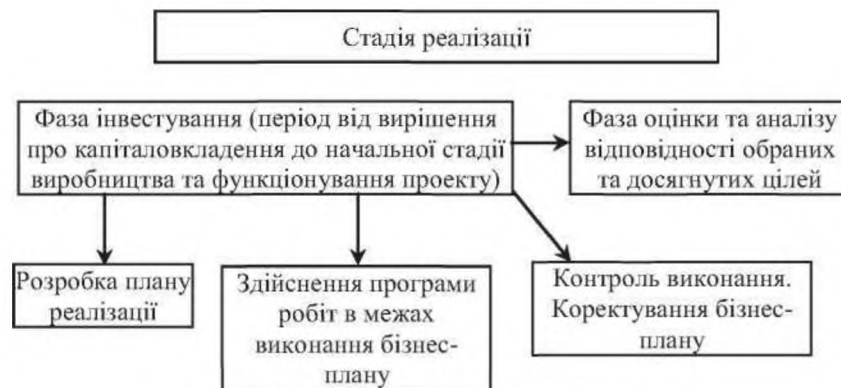 Стадія реалізації
Фаза інвестування (період від вирішення
про капіталовкладення до начальної стадії
виробництва та функціонування проекту)
Фаза оцінки та аналізу
відповідності обраних
та досягнутих цілей
Розробка плану
реалізації
Здійснення програми
робіт в межах
виконання бізнес-
плану
Контроль виконання.
Коректування бізнес-
плану